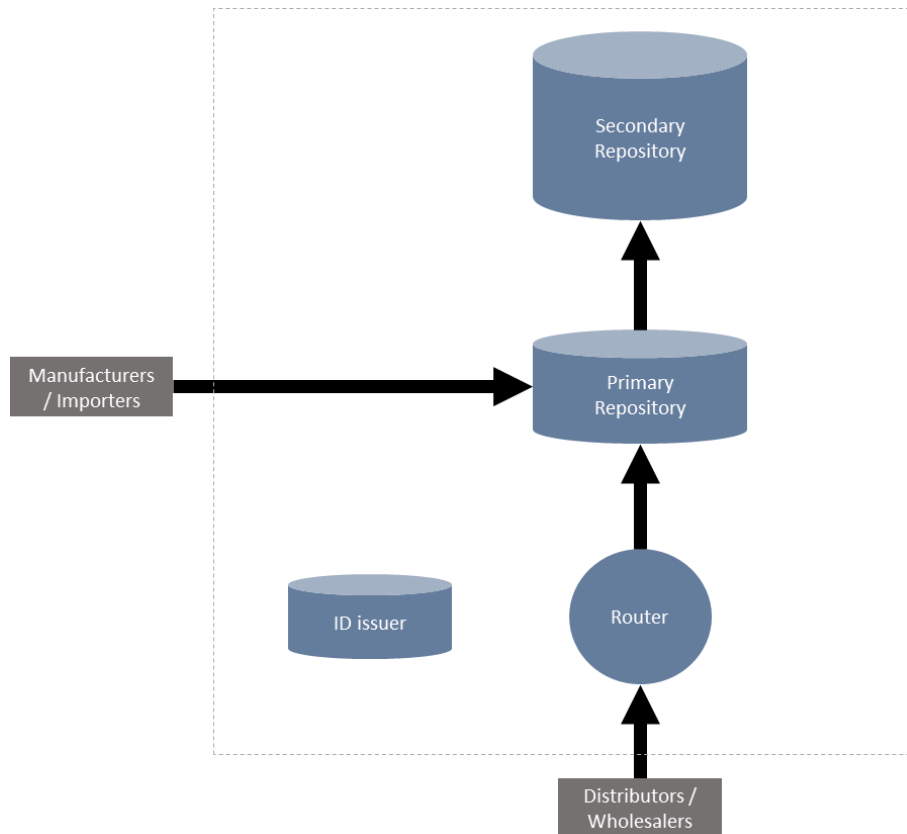 Secondary
Repository
Manufacturers
/ Importers
Primary
Repository
ID issuer
Router
Distributors /
Wholesalers